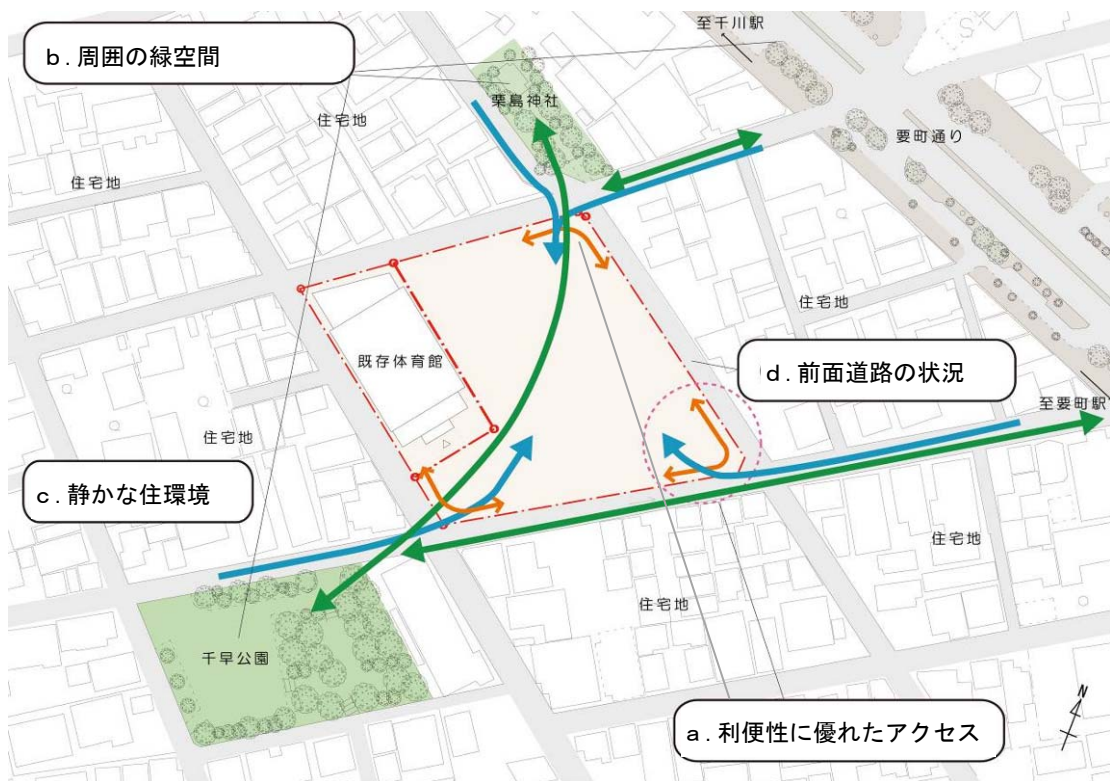 b．周囲の緑空間
至千川駅
粟島神社
住宅地
要町通り
住宅地
住宅地
既存体育館
d．前面道路の状況
至要町駅
住宅地
c．静かな住環境
住宅地
住宅地
千早公園
a．利便性に優れたアクセス
N